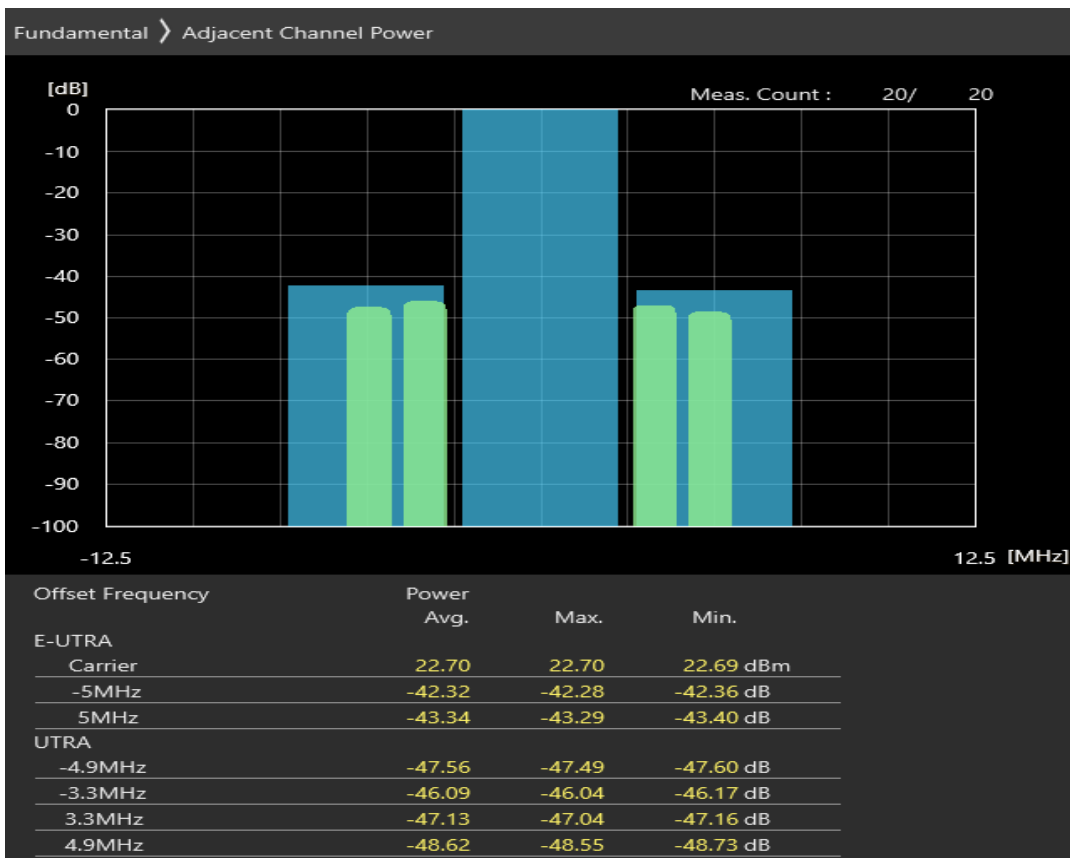 Fundamental 〉 Adjacent Channel Power
[dB]
Meas. Count : 20/ 20
0
-10
-20
-30
-40
-50
-60
-70
-80
-90
-100
-12.5 12.5 [MHz]
Offset Frequency Power
Avg. Max. Min.
E-UTRA
Carrier 22.70 22.70 22.69 dBm
-5MHz -42.32 -42.28 -42.36 dB
5MHz -43.34 -43.29 -43.40 dB
UTRA
-4.9MHz -47.56 -47.49 -47.60 dB
-3.3MHz -46.09 -46.04 -46.17 dB
3.3MHz -47.13 -47.04 -47.16 dB
4.9MHz -48.62 -48.55 -48.73 dB